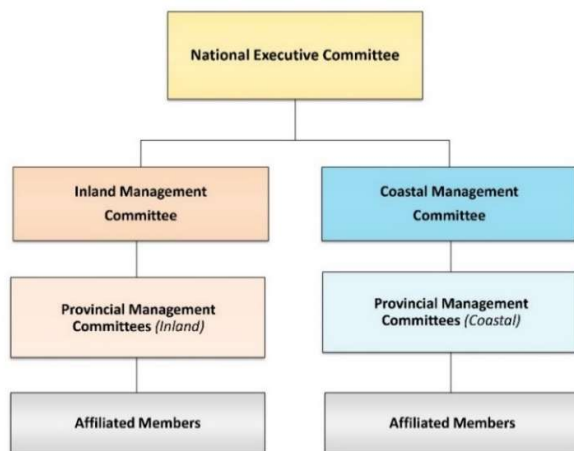 National Executive Committee
Inland Management
Committee
Coastal Management
Committee
Provincial Management
Committees (Inland)
Provincial Management
Committees (Coastal)
Affiliated Members
Affiliated Members